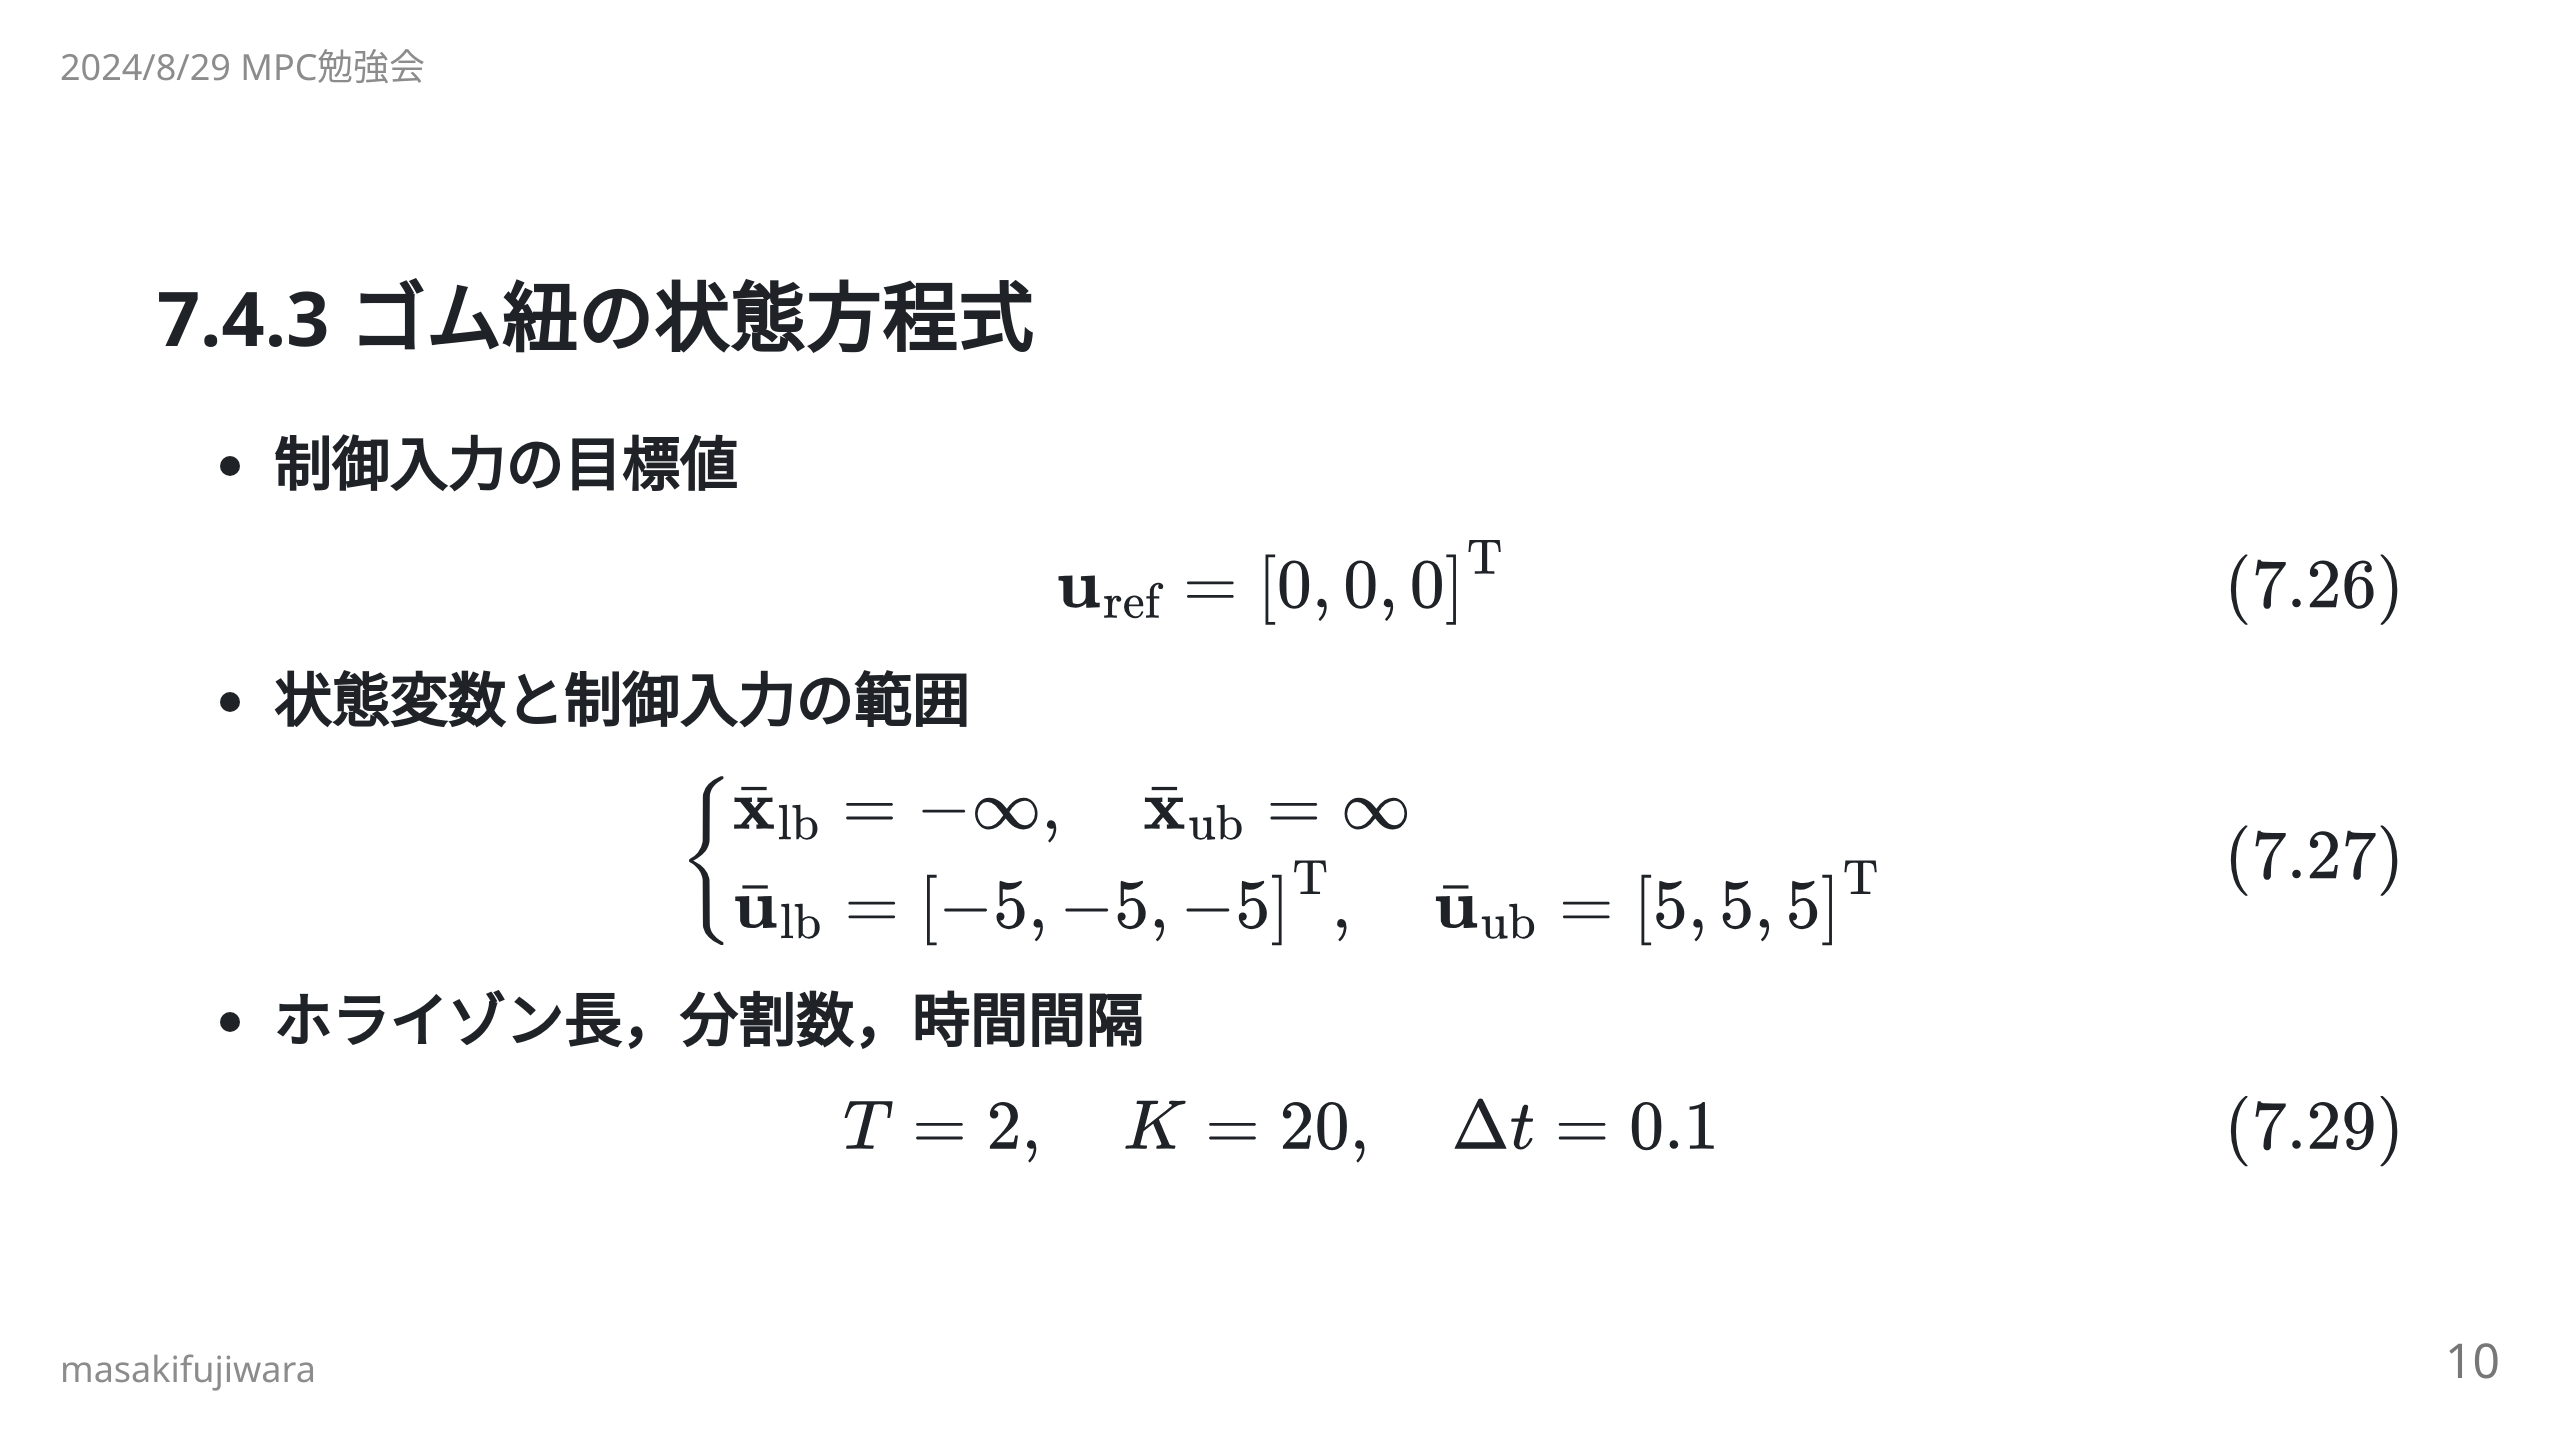 2024/8/29 MPC勉強会
7.4.3 ゴム紐の状態方程式
• 制御入力の目標値
u_ref = [0, 0, 0]^T (7.26)
• 状態変数と制御入力の範囲
{ x̄_lb = −∞, x̄_ub = ∞
ū_lb = [−5, −5, −5]^T, ū_ub = [5, 5, 5]^T (7.27)
• ホライゾン長，分割数，時間間隔
T = 2, K = 20, Δt = 0.1 (7.29)
masakifujiwara
10